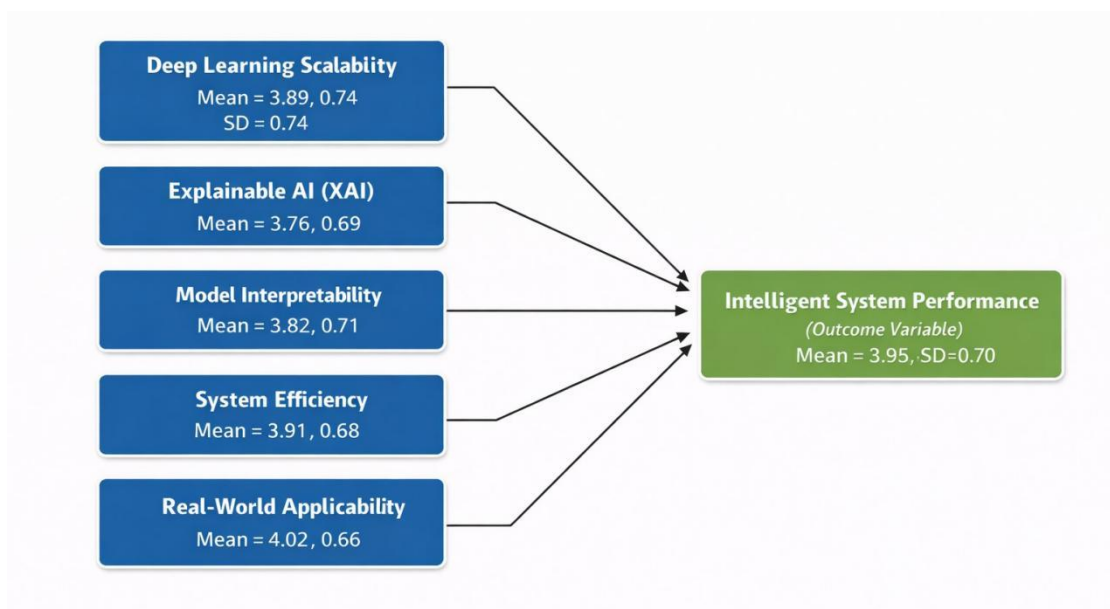 Deep Learning Scalablity
Mean = 3.89, 0.74
SD = 0.74
Explainable AI (XAI)
Mean = 3.76, 0.69
Model Interpretability
Mean = 3.82, 0.71
System Efficiency
Mean = 3.91, 0.68
Real-World Applicability
Mean = 4.02, 0.66
Intelligent System Performance
(Outcome Variable)
Mean = 3.95, SD=0.70